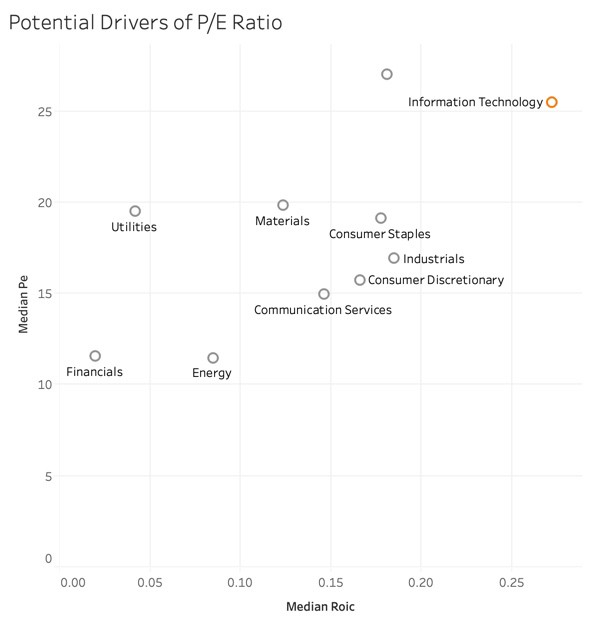 Potential Drivers of P/E Ratio
Information Technology
25
20
Utilities
Materials
Consumer Staples
Industrials
Consumer Discretionary
Median Pe
15
Communication Services
Financials
Energy
10
5
0
0.00 0.05 0.10 0.15 0.20 0.25
Median Roic